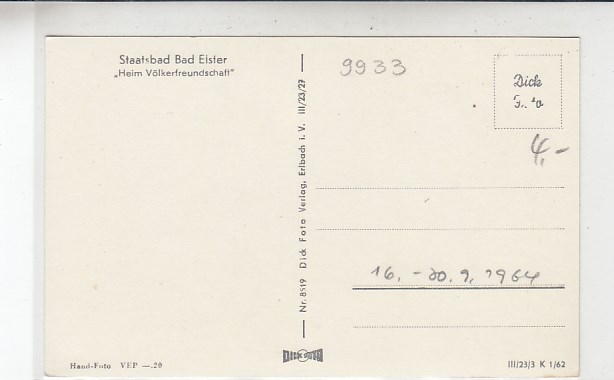 Staatsbad Bad Elster
„Heim Völkerfreundschaft"
Hand-Foto VEP —.20
Nr. 8519 Dick Foto Verlag, Erlbach i. V. III/23/27
9933
Dick
4,-
16. - 20. 9. 1964
III/23/3 K 1/62